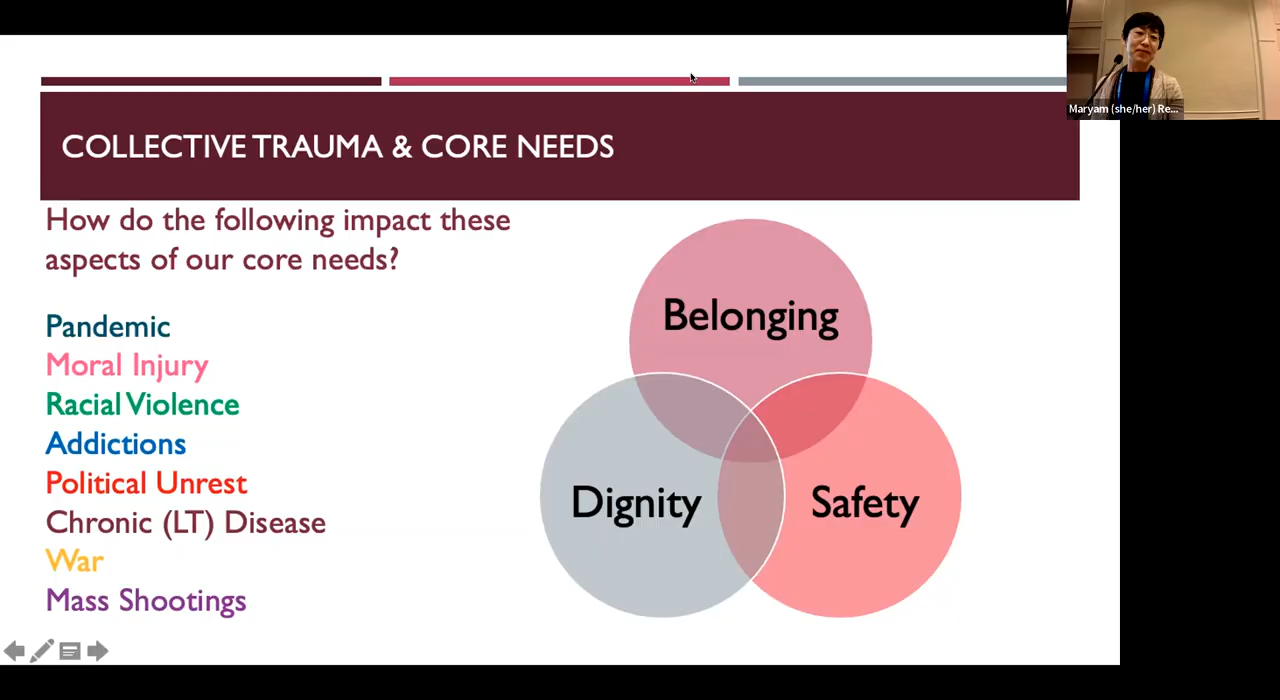 COLLECTIVE TRAUMA & CORE NEEDS
How do the following impact these
aspects of our core needs?
Pandemic
Moral Injury
Racial Violence
Addictions
Political Unrest
Chronic (LT) Disease
War
Mass Shootings
Belonging
Dignity
Safety
Maryam (she/her) Re...